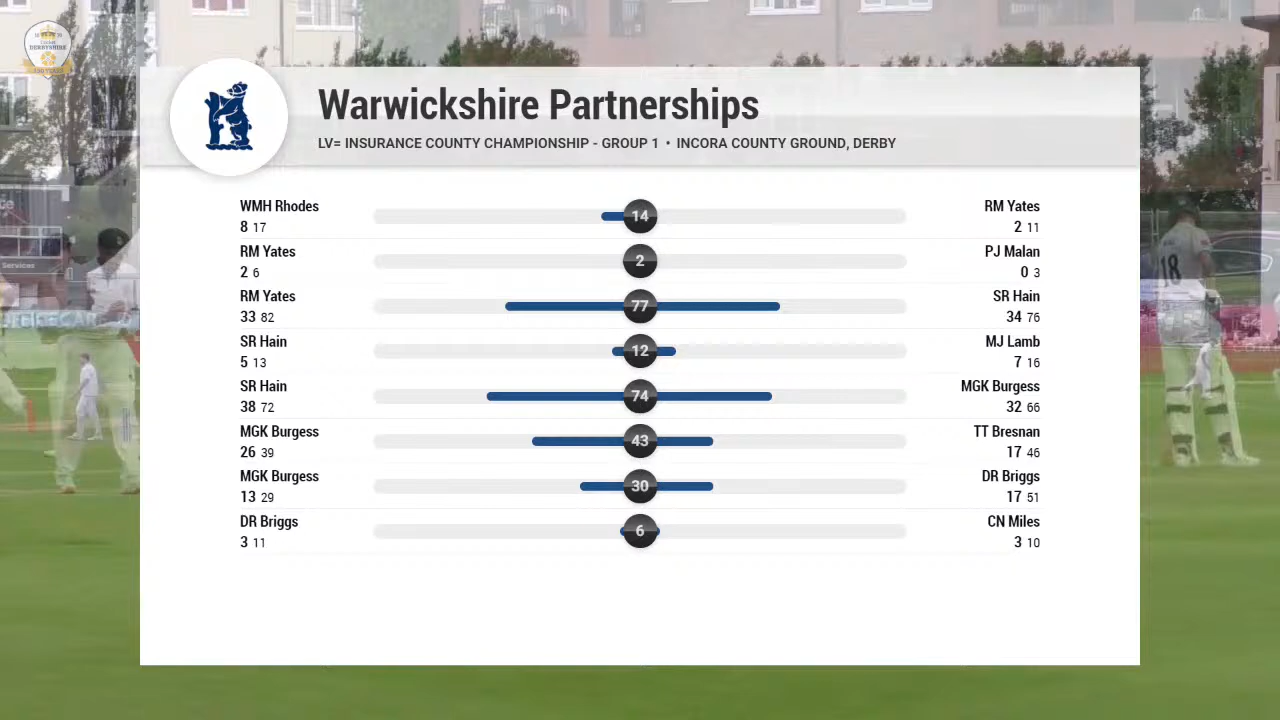 DERBYSHIRE
Warwickshire Partnerships
LV= INSURANCE COUNTY CHAMPIONSHIP - GROUP 1 • INCORA COUNTY GROUND, DERBY
WMH Rhodes 14 RM Yates
8 17 2 11
RM Yates 2 PJ Malan
2 6 0 3
RM Yates 77 SR Hain
33 82 34 76
SR Hain 12 MJ Lamb
5 13 7 16
SR Hain 74 MGK Burgess
38 72 32 66
MGK Burgess 43 TT Bresnan
26 39 17 46
MGK Burgess 30 DR Briggs
13 29 17 51
DR Briggs 6 CN Miles
3 11 3 10
Services
18